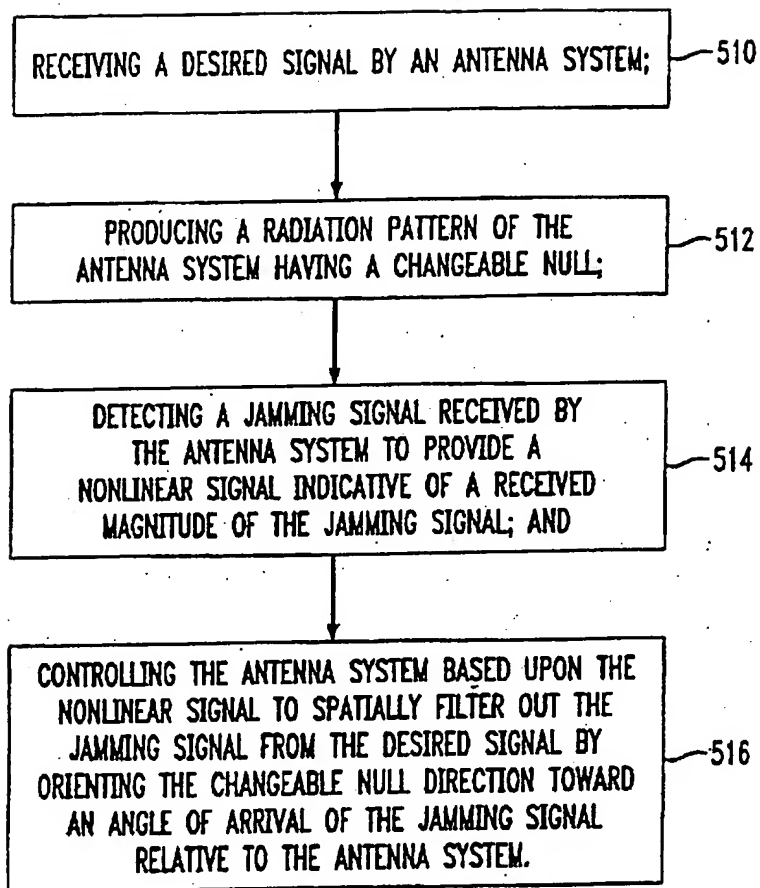 RECEIVING A DESIRED SIGNAL BY AN ANTENNA SYSTEM;
510
PRODUCING A RADIATION PATTERN OF THE
ANTENNA SYSTEM HAVING A CHANGEABLE NULL;
512
DETECTING A JAMMING SIGNAL RECEIVED BY
THE ANTENNA SYSTEM TO PROVIDE A
NONLINEAR SIGNAL INDICATIVE OF A RECEIVED
MAGNITUDE OF THE JAMMING SIGNAL; AND
514
CONTROLLING THE ANTENNA SYSTEM BASED UPON THE
NONLINEAR SIGNAL TO SPATIALLY FILTER OUT THE
JAMMING SIGNAL FROM THE DESIRED SIGNAL BY
ORIENTING THE CHANGEABLE NULL DIRECTION TOWARD
AN ANGLE OF ARRIVAL OF THE JAMMING SIGNAL
RELATIVE TO THE ANTENNA SYSTEM.
516